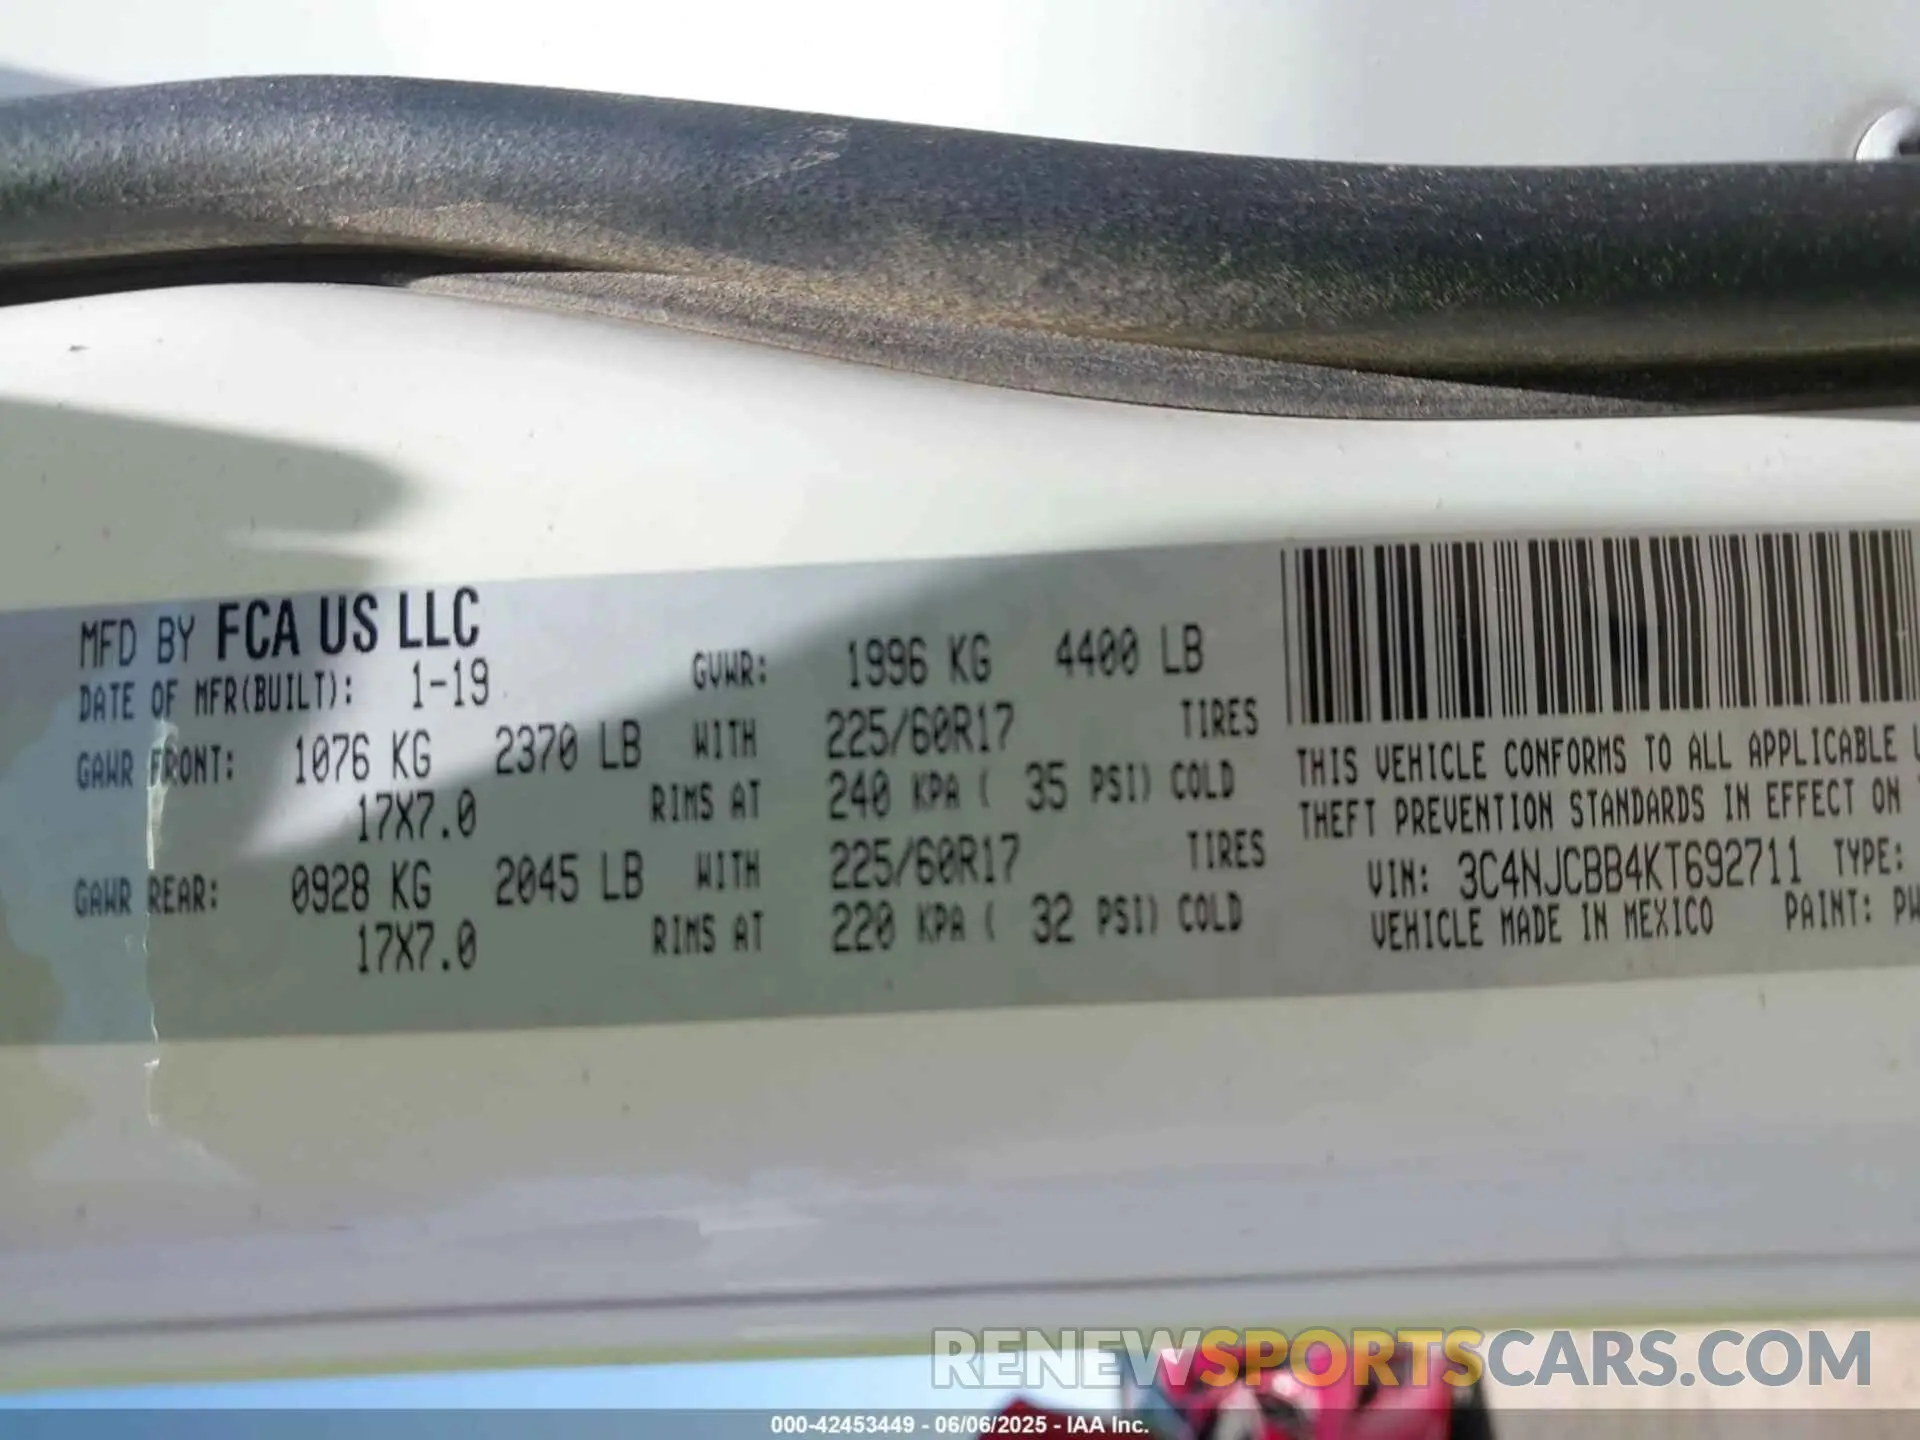 MFD BY FCA US LLC
DATE OF MFR(BUILT): 1-19
GVWR: 1996 KG 4400 LB
GAWR FRONT: 1076 KG 2370 LB WITH 225/60R17 TIRES
17X7.0 RIMS AT 240 KPA ( 35 PSI) COLD
GAWR REAR: 0928 KG 2045 LB WITH 225/60R17 TIRES
17X7.0 RIMS AT 220 KPA ( 32 PSI) COLD
THIS VEHICLE CONFORMS TO ALL APPLICABLE
THEFT PREVENTION STANDARDS IN EFFECT ON
VIN: 3C4NJCBB4KT692711 TYPE:
VEHICLE MADE IN MEXICO PAINT: PW
RENEWSPORTSCARS.COM
000-42453449 - 06/06/2025 - IAA Inc.